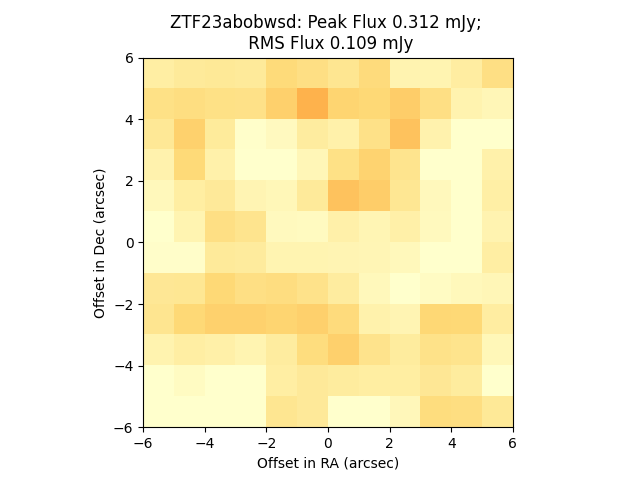 ZTF23abobwsd: Peak Flux 0.312 mJy;
RMS Flux 0.109 mJy
6
4
2
0
−2
−4
−6
Offset in Dec (arcsec)
−6 −4 −2 0 2 4 6
Offset in RA (arcsec)